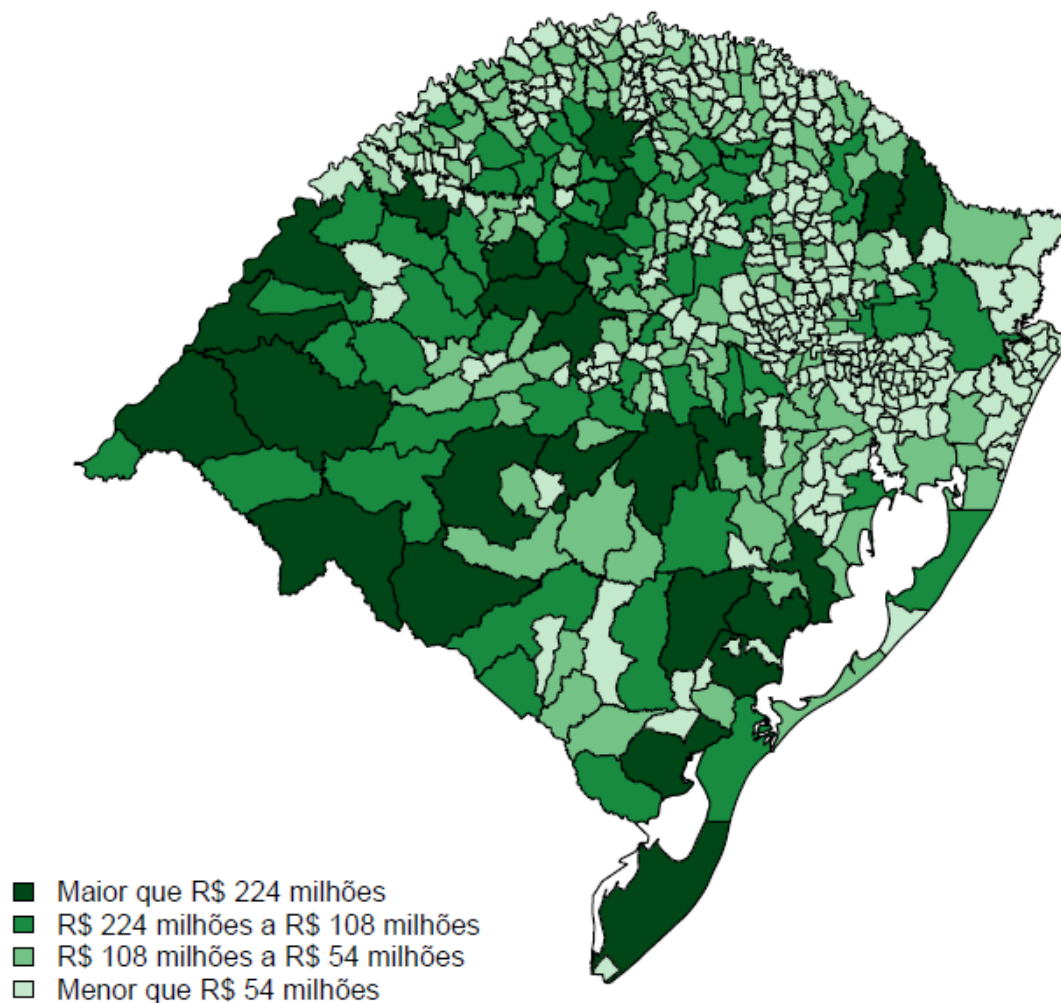 Maior que R$ 224 milhões
R$ 224 milhões a R$ 108 milhões
R$ 108 milhões a R$ 54 milhões
Menor que R$ 54 milhões